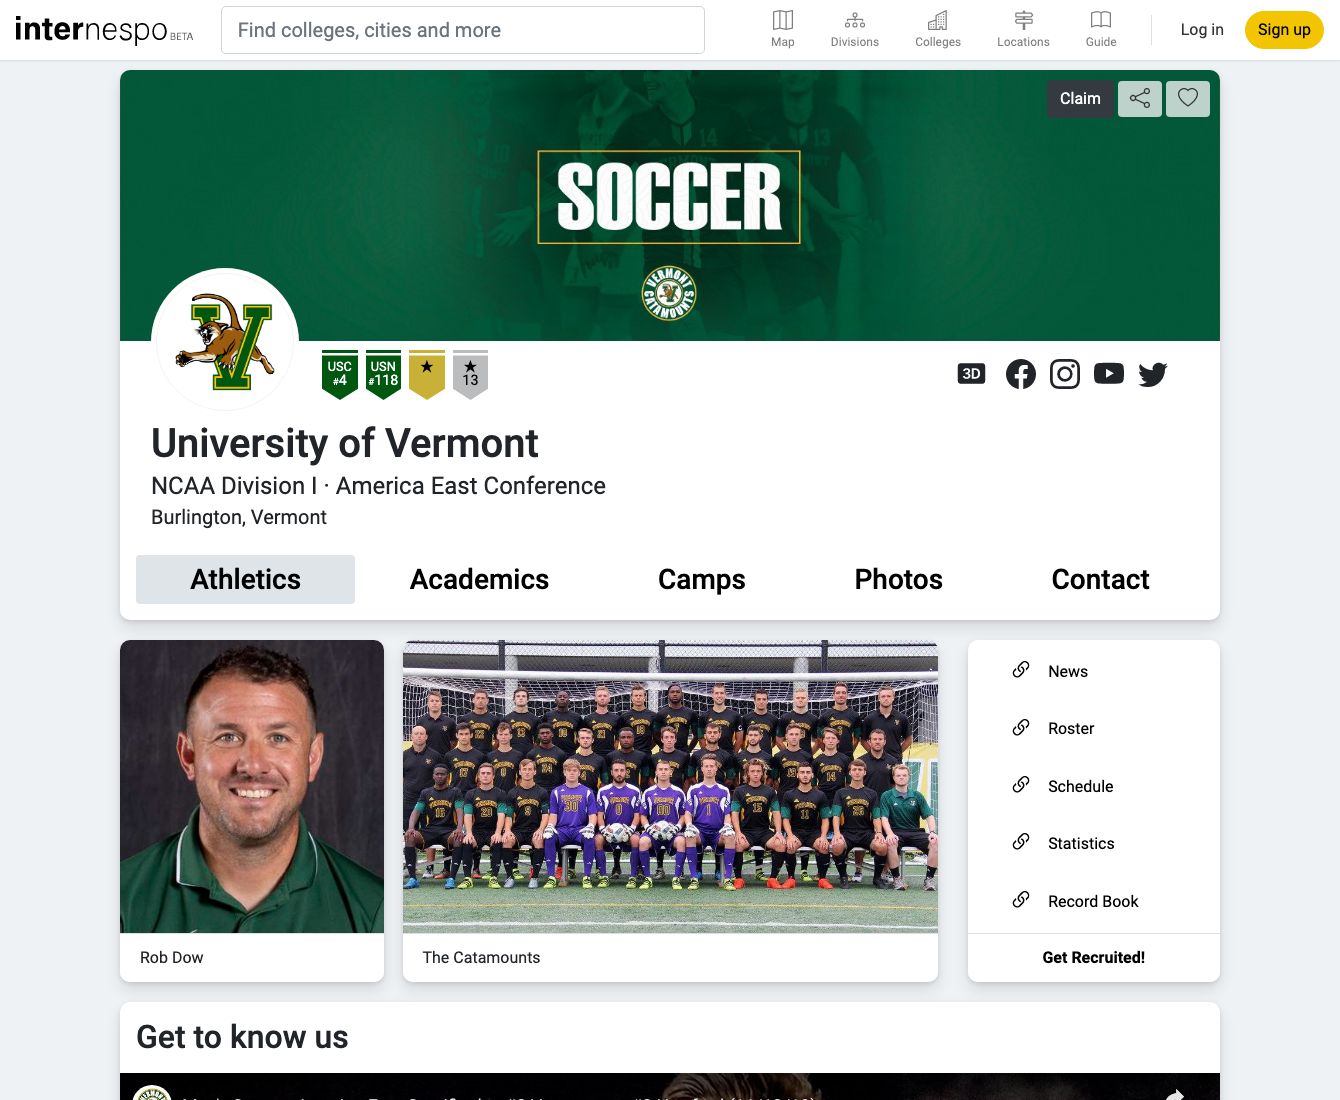 internespo BETA
Find colleges, cities and more
Map
Divisions
Colleges
Locations
Guide
Log in
Sign up
Claim
SOCCER
VERMONT
CATAMOUNTS
V
USC
#4
USN
#118
13
3D
University of Vermont
NCAA Division I · America East Conference
Burlington, Vermont
Athletics
Academics
Camps
Photos
Contact
Rob Dow
The Catamounts
News
Roster
Schedule
Statistics
Record Book
Get Recruited!
Get to know us